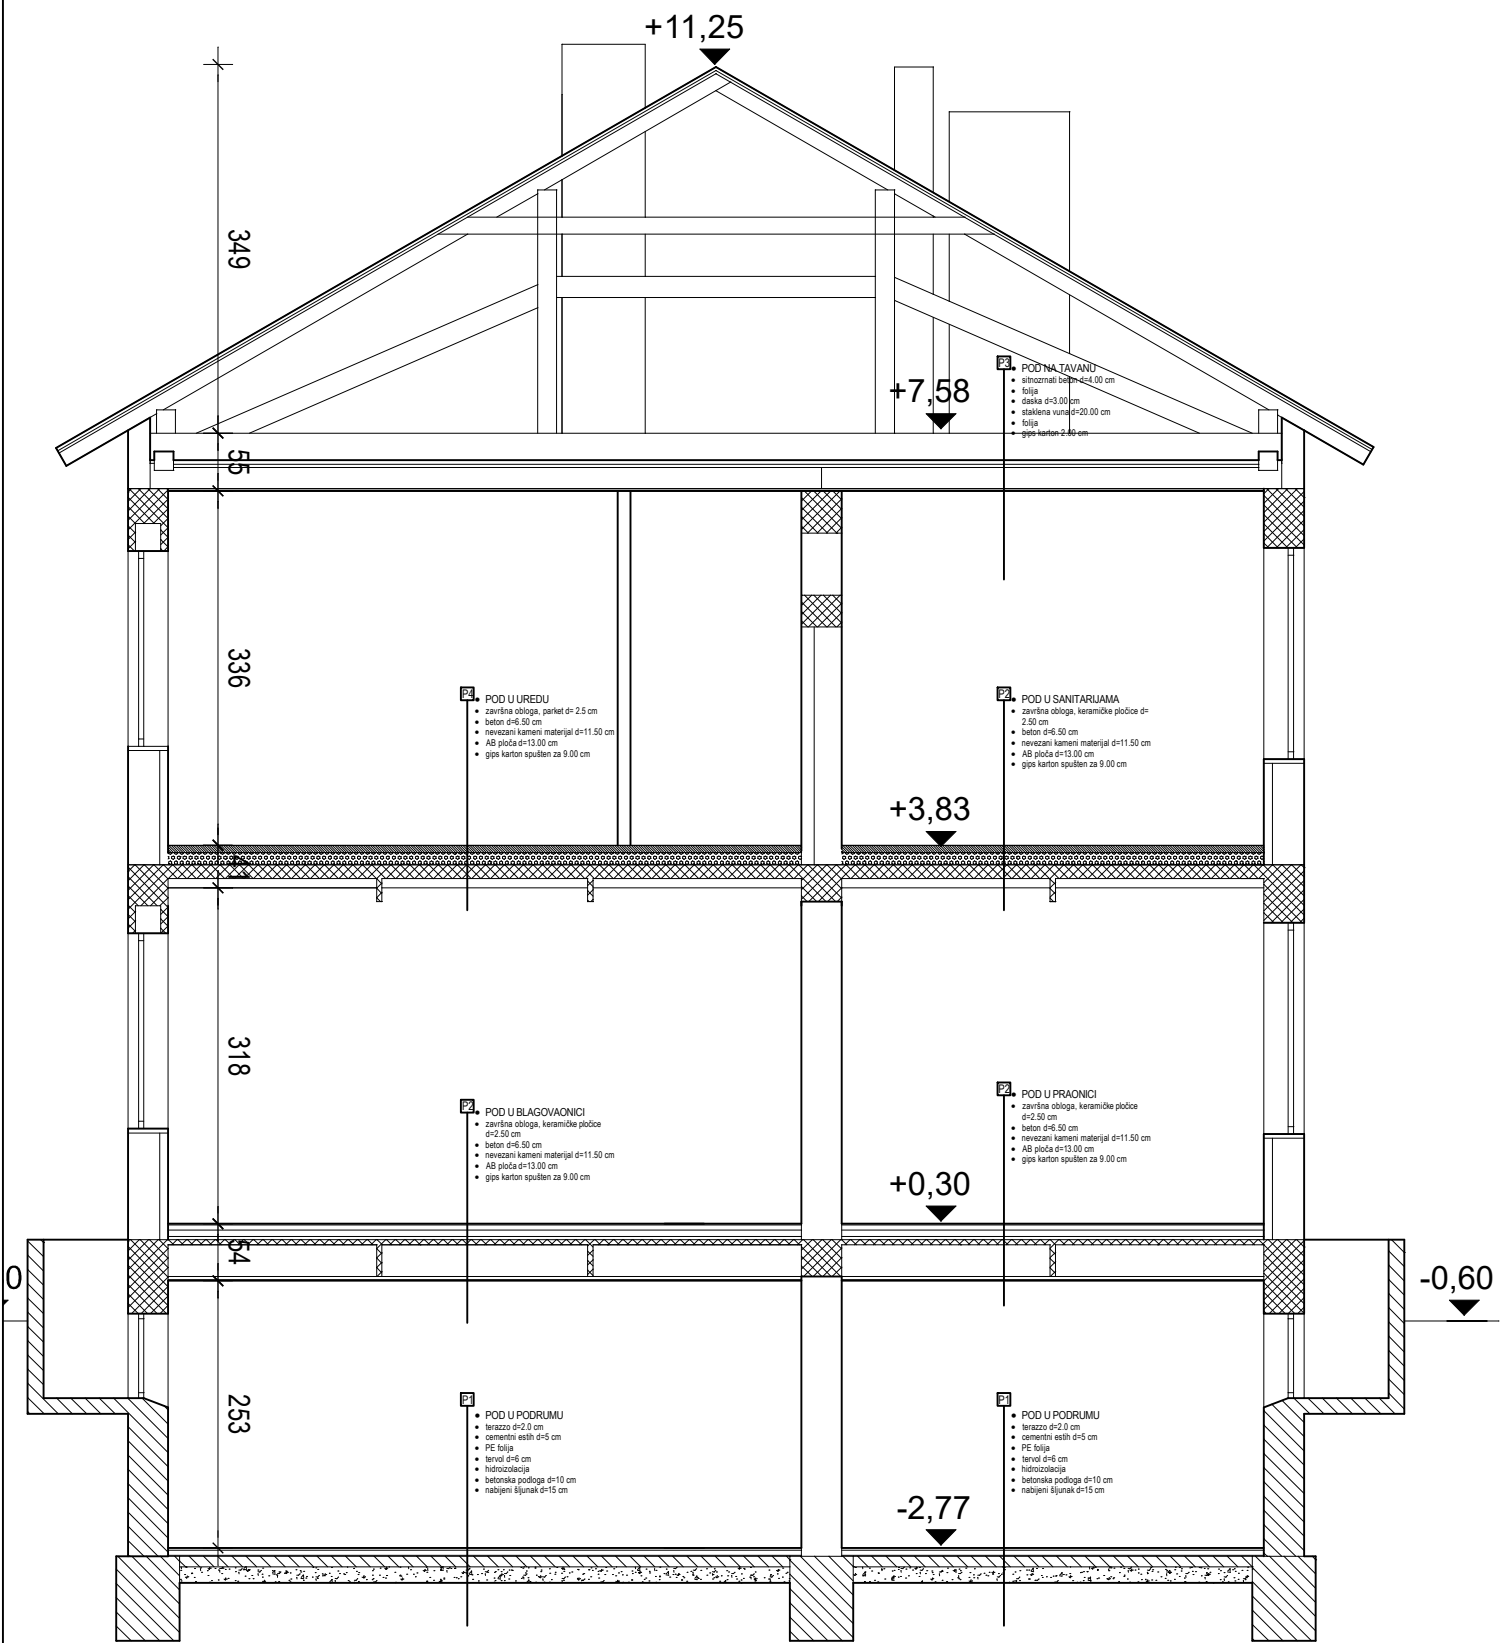 +11,25
349
P3
• POD NA TAVANU
• sitnozrnati beton d=4.00 cm
• folija
• daska d=3.00 cm
• staklena vuna d=20.00 cm
• folija
• gips karton 2.80 cm
+7,58
55
336
P4
• POD U UREDU
• završna obloga, parket d= 2.5 cm
• beton d=6.50 cm
• nevezani kameni materijal d=11.50 cm
• AB ploča d=13.00 cm
• gips karton spušten za 9.00 cm
P2
• POD U SANITARIJAMA
• završna obloga, keramičke pločice d=
2.50 cm
• beton d=6.50 cm
• nevezani kameni materijal d=11.50 cm
• AB ploča d=13.00 cm
• gips karton spušten za 9.00 cm
+3,83
41
318
P2
• POD U BLAGOVAONICI
• završna obloga, keramičke pločice
d=2.50 cm
• beton d=6.50 cm
• nevezani kameni materijal d=11.50 cm
• AB ploča d=13.00 cm
• gips karton spušten za 9.00 cm
P2
• POD U PRAONICI
• završna obloga, keramičke pločice
d=2.50 cm
• beton d=6.50 cm
• nevezani kameni materijal d=11.50 cm
• AB ploča d=13.00 cm
• gips karton spušten za 9.00 cm
+0,30
54
0
-0,60
253
P1
• POD U PODRUMU
• terazzo d=2.0 cm
• cementni estih d=5 cm
• PE folija
• tervol d=6 cm
• hidroizolacija
• betonska podloga d=10 cm
• nabijeni šljunak d=15 cm
P1
• POD U PODRUMU
• terazzo d=2.0 cm
• cementni estih d=5 cm
• PE folija
• tervol d=6 cm
• hidroizolacija
• betonska podloga d=10 cm
• nabijeni šljunak d=15 cm
-2,77